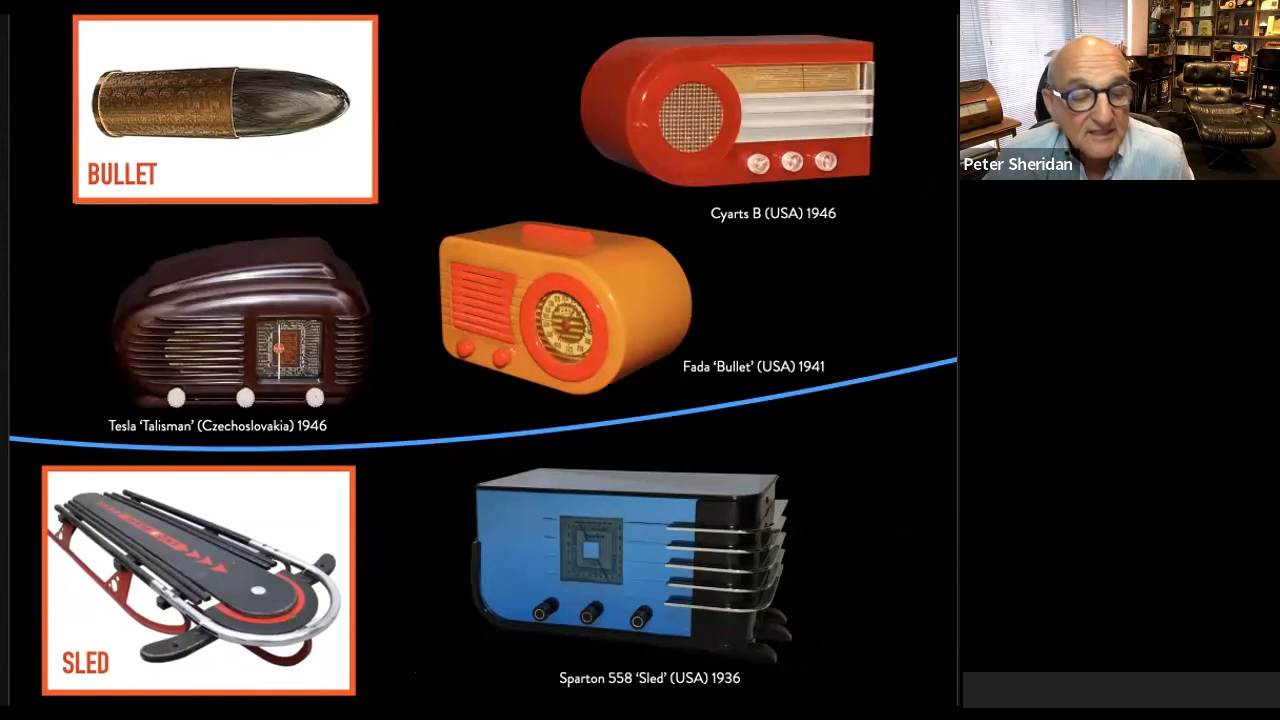 BULLET
Cyarts B (USA) 1946
Fada ‘Bullet’ (USA) 1941
Tesla ‘Talisman’ (Czechoslovakia) 1946
SLED
Sparton 558 ‘Sled’ (USA) 1936
Peter Sheridan